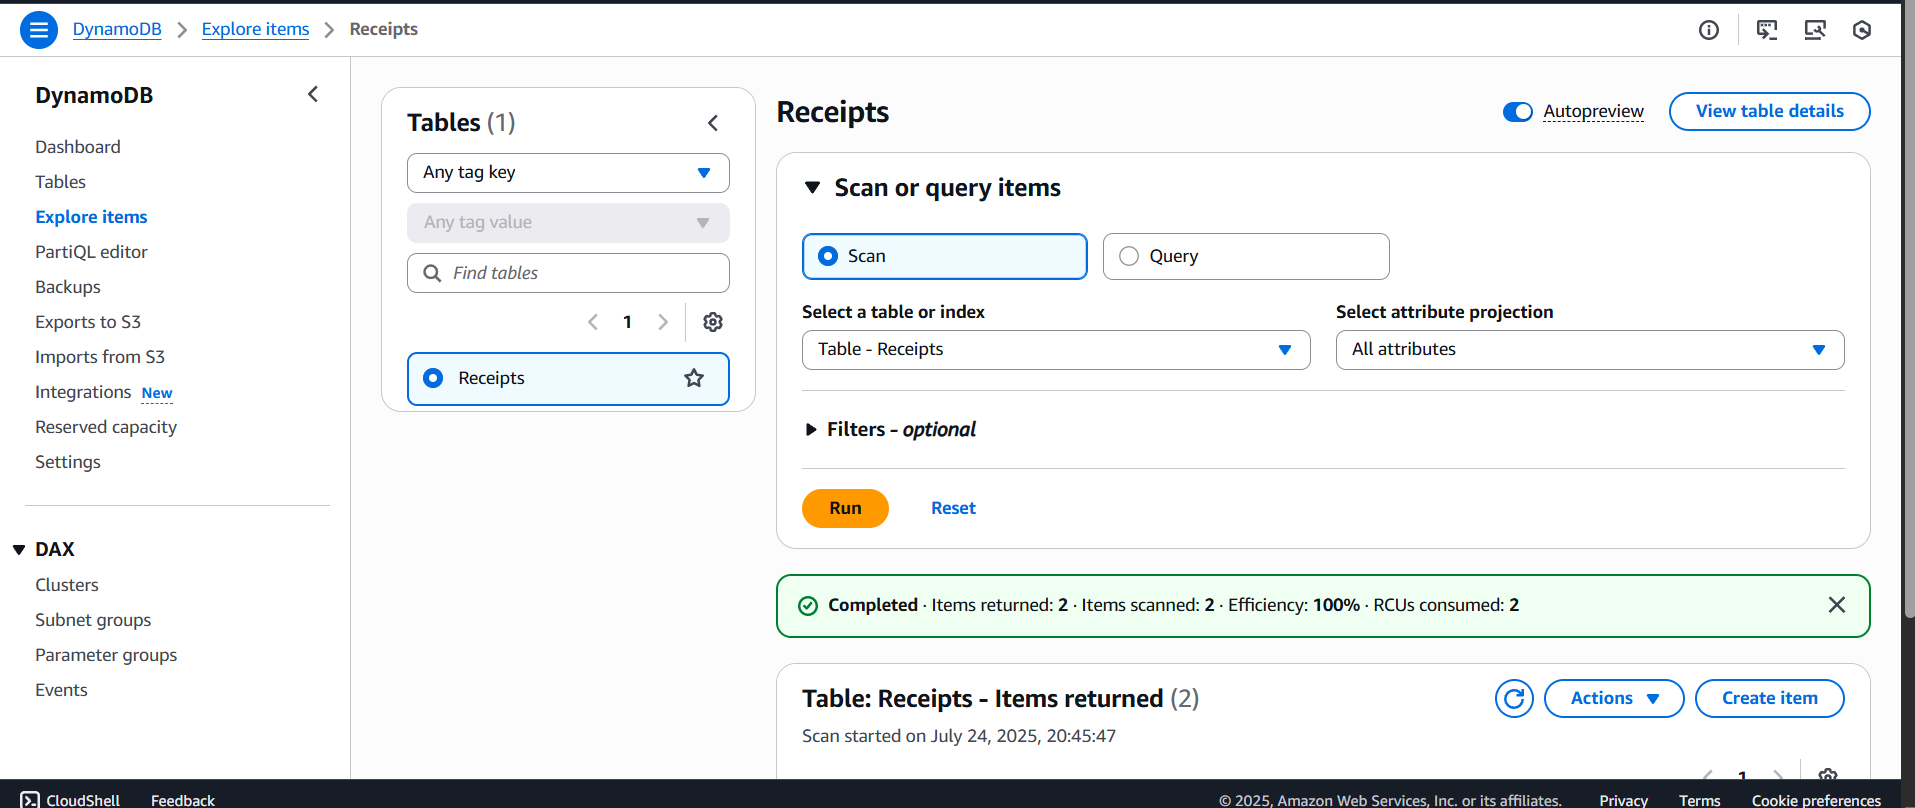 DynamoDB > Explore items > Receipts
DynamoDB
Dashboard
Tables
Explore items
PartiQL editor
Backups
Exports to S3
Imports from S3
Integrations New
Reserved capacity
Settings
DAX
Clusters
Subnet groups
Parameter groups
Events
Tables (1)
Any tag key
Any tag value
Find tables
1
Receipts
Receipts
Autopreview
View table details
Scan or query items
Scan
Query
Select a table or index
Select attribute projection
Table - Receipts
All attributes
Filters - optional
Run
Reset
Completed · Items returned: 2 · Items scanned: 2 · Efficiency: 100% · RCUs consumed: 2
Table: Receipts - Items returned (2)
Actions
Create item
Scan started on July 24, 2025, 20:45:47
1
CloudShell
Feedback
© 2025, Amazon Web Services, Inc. or its affiliates.
Privacy
Terms
Cookie preferences